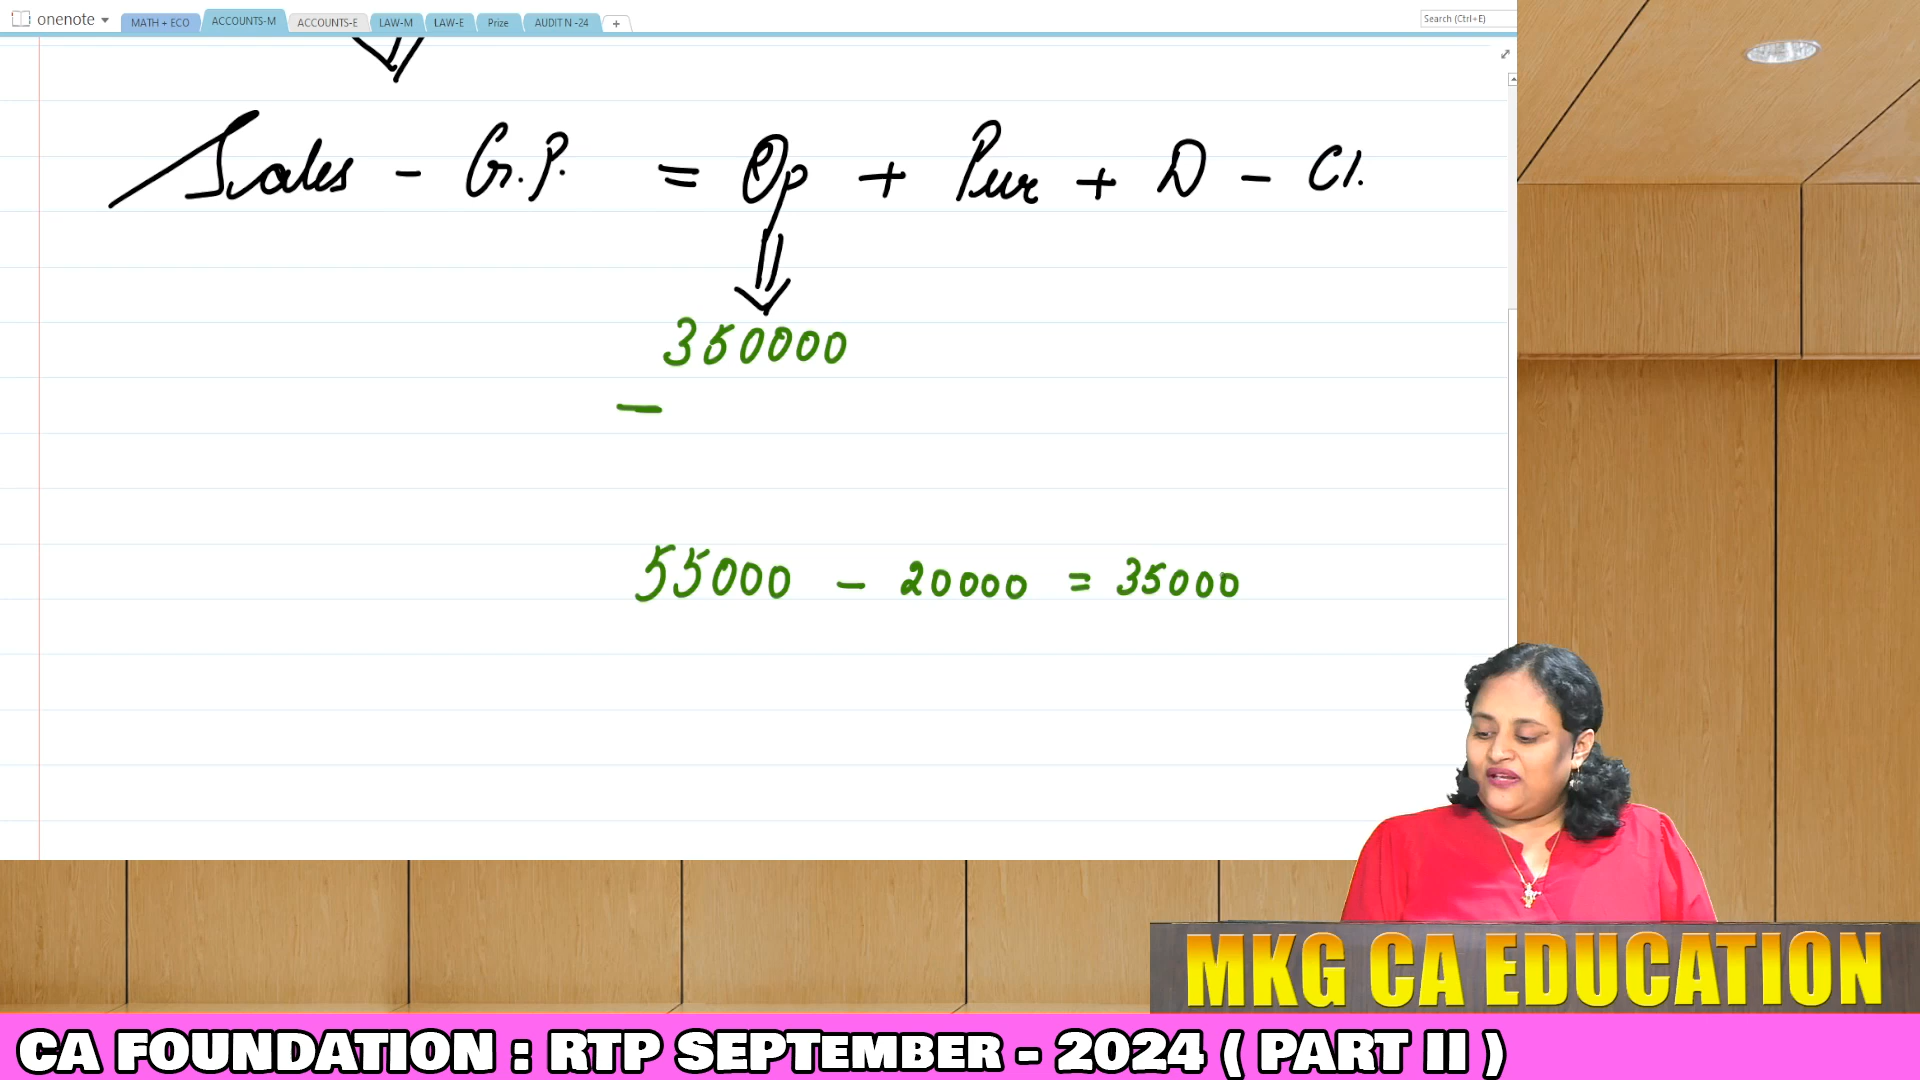 onenote MATH + ECO ACCOUNTS-M ACCOUNTS-E LAW-M LAW-E Prize AUDIT N -24 + Search (Ctrl+E)
Sales - G.P. = Op + Pur + D - Cl.
350000
-
55000 - 20000 = 35000
MKG CA EDUCATION
CA FOUNDATION : RTP SEPTEMBER - 2024 ( PART II )